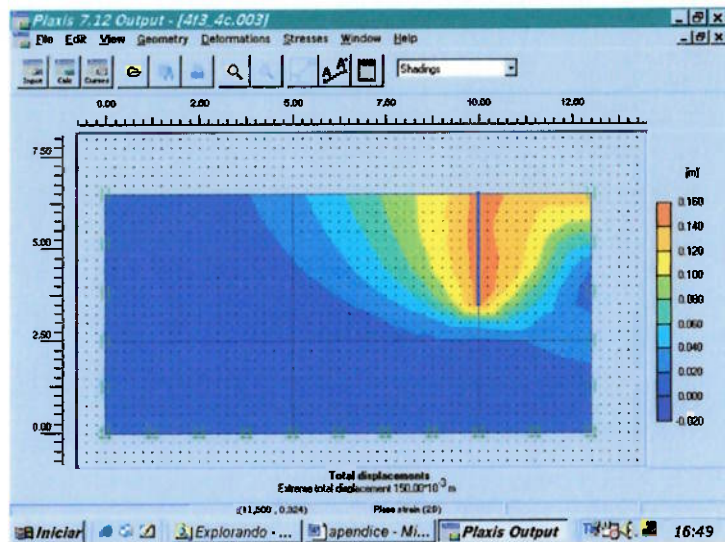 Plaxis 7.12 Output - [4f3_4c.003]
File Edit View Geometry Deformations Stresses Window Help
Input Calc Curves Shadings
0.00 2.50 5.00 7.50 10.00 12.50
7.50
5.00
2.50
0.00
[m]
0.160
0.140
0.120
0.100
0.080
0.060
0.040
0.020
0.000
-0.020
Total displacements
Extreme total displacement 150.00*10-3 m
(11,500 , 0.324) Plane strain (2D)
Iniciar Explorando - ... apendice - Mi... Plaxis Output 16:49